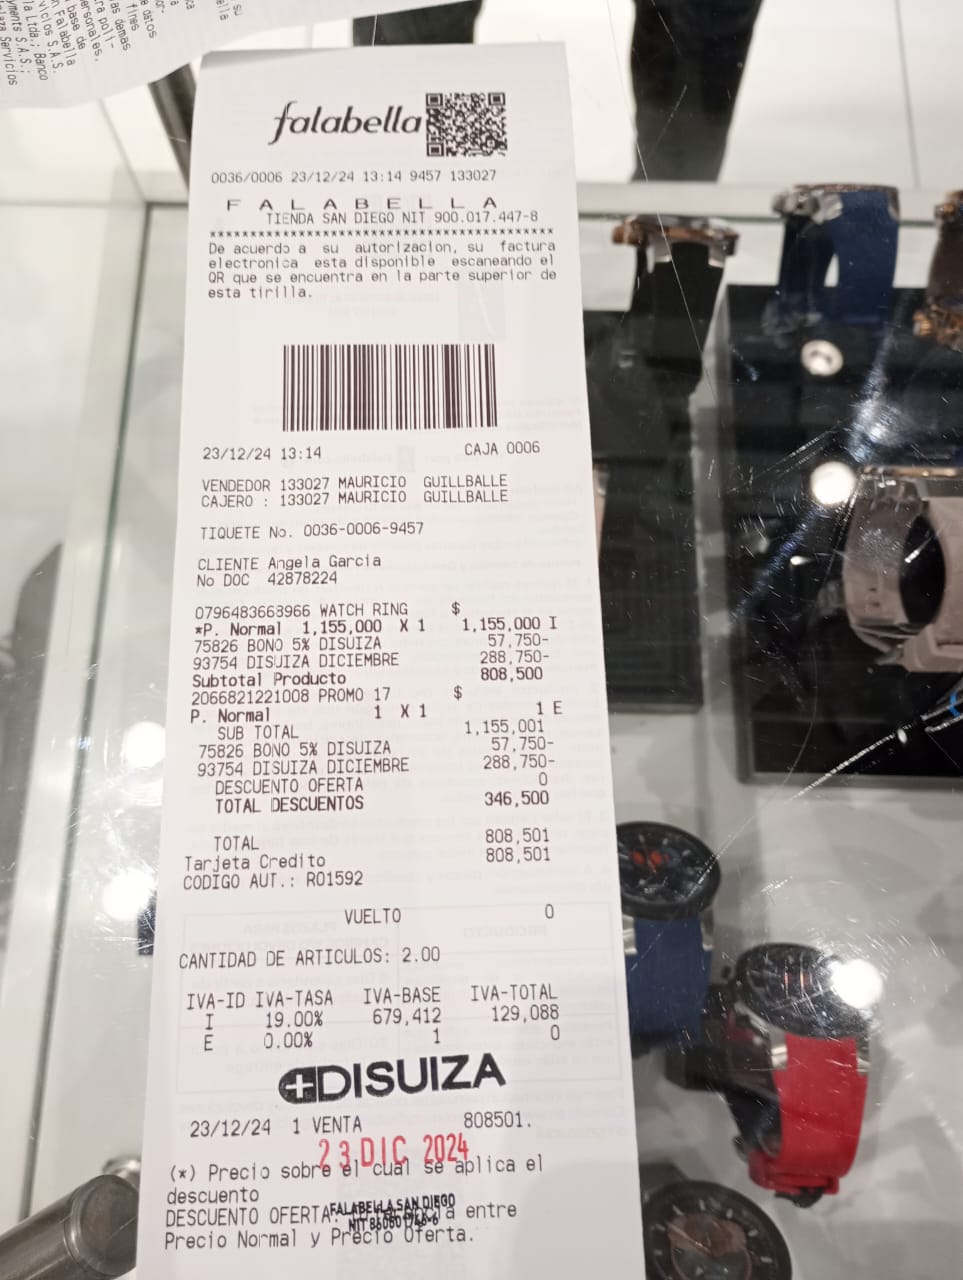 falabella
0036/0006 23/12/24 13:14 9457 133027
F A L A B E L L A
TIENDA SAN DIEGO NIT 900.017.447-8
********************************************
De acuerdo a su autorizacion, su factura
electronica esta disponible escaneando el
QR que se encuentra en la parte superior de
esta tirilla.
23/12/24 13:14 CAJA 0006
VENDEDOR 133027 MAURICIO GUILLBALLE
CAJERO : 133027 MAURICIO GUILLBALLE
TIQUETE No. 0036-0006-9457
CLIENTE Angela Garcia
No DOC 42878224
0796483663966 WATCH RING $
*P. Normal 1,155,000 X 1 1,155,000 I
75826 BONO 5% DISUIZA 57,750-
93754 DISUIZA DICIEMBRE 288,750-
Subtotal Producto 808,500
2066821221008 PROMO 17 $
P. Normal 1 X 1 1 E
SUB TOTAL 1,155,001
75826 BONO 5% DISUIZA 57,750-
93754 DISUIZA DICIEMBRE 288,750-
DESCUENTO OFERTA 0
TOTAL DESCUENTOS 346,500
TOTAL 808,501
Tarjeta Credito 808,501
CODIGO AUT.: R01592
VUELTO 0
CANTIDAD DE ARTICULOS: 2.00
IVA-ID IVA-TASA IVA-BASE IVA-TOTAL
I 19.00% 679,412 129,088
E 0.00% 1 0
DISUIZA
23/12/24 1 VENTA 808501.
23 DIC 2024
(*) Precio sobre el cual se aplica el
descuento
FALABELLA SAN DIEGO
DESCUENTO OFERTA: entre
Precio Normal y Precio Oferta.